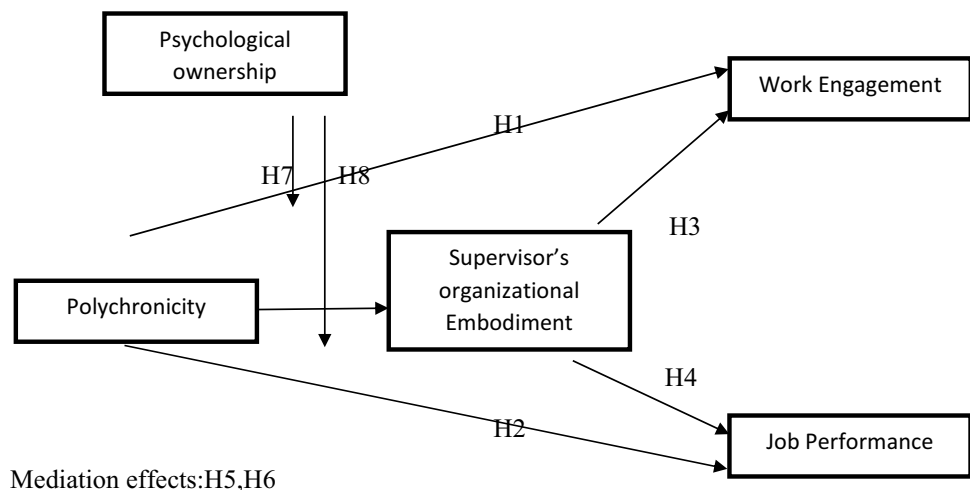 Psychological
ownership
Work Engagement
H1
H7
H8
H3
Supervisor’s
organizational
Embodiment
Polychronicity
H4
H2
Job Performance
Mediation effects:H5,H6